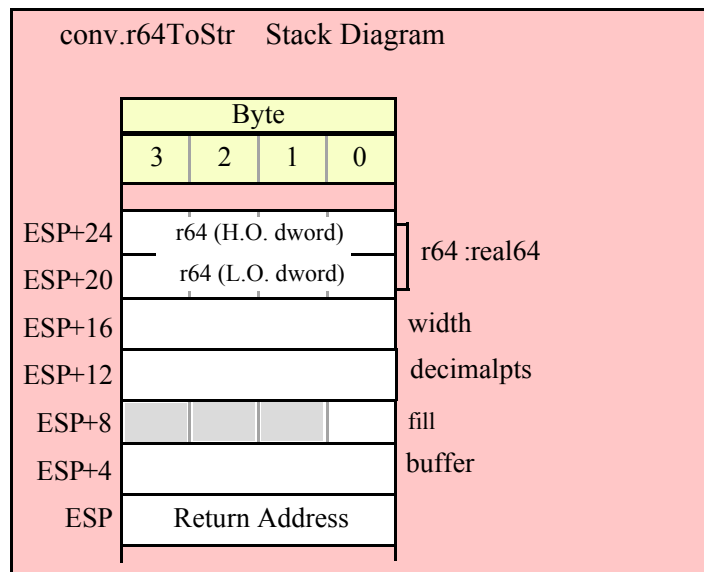 conv.r64ToStr Stack Diagram
Byte
3 2 1 0
ESP+24 r64 (H.O. dword)
r64 :real64
ESP+20 r64 (L.O. dword)
ESP+16 width
ESP+12 decimalpts
ESP+8 fill
ESP+4 buffer
ESP Return Address